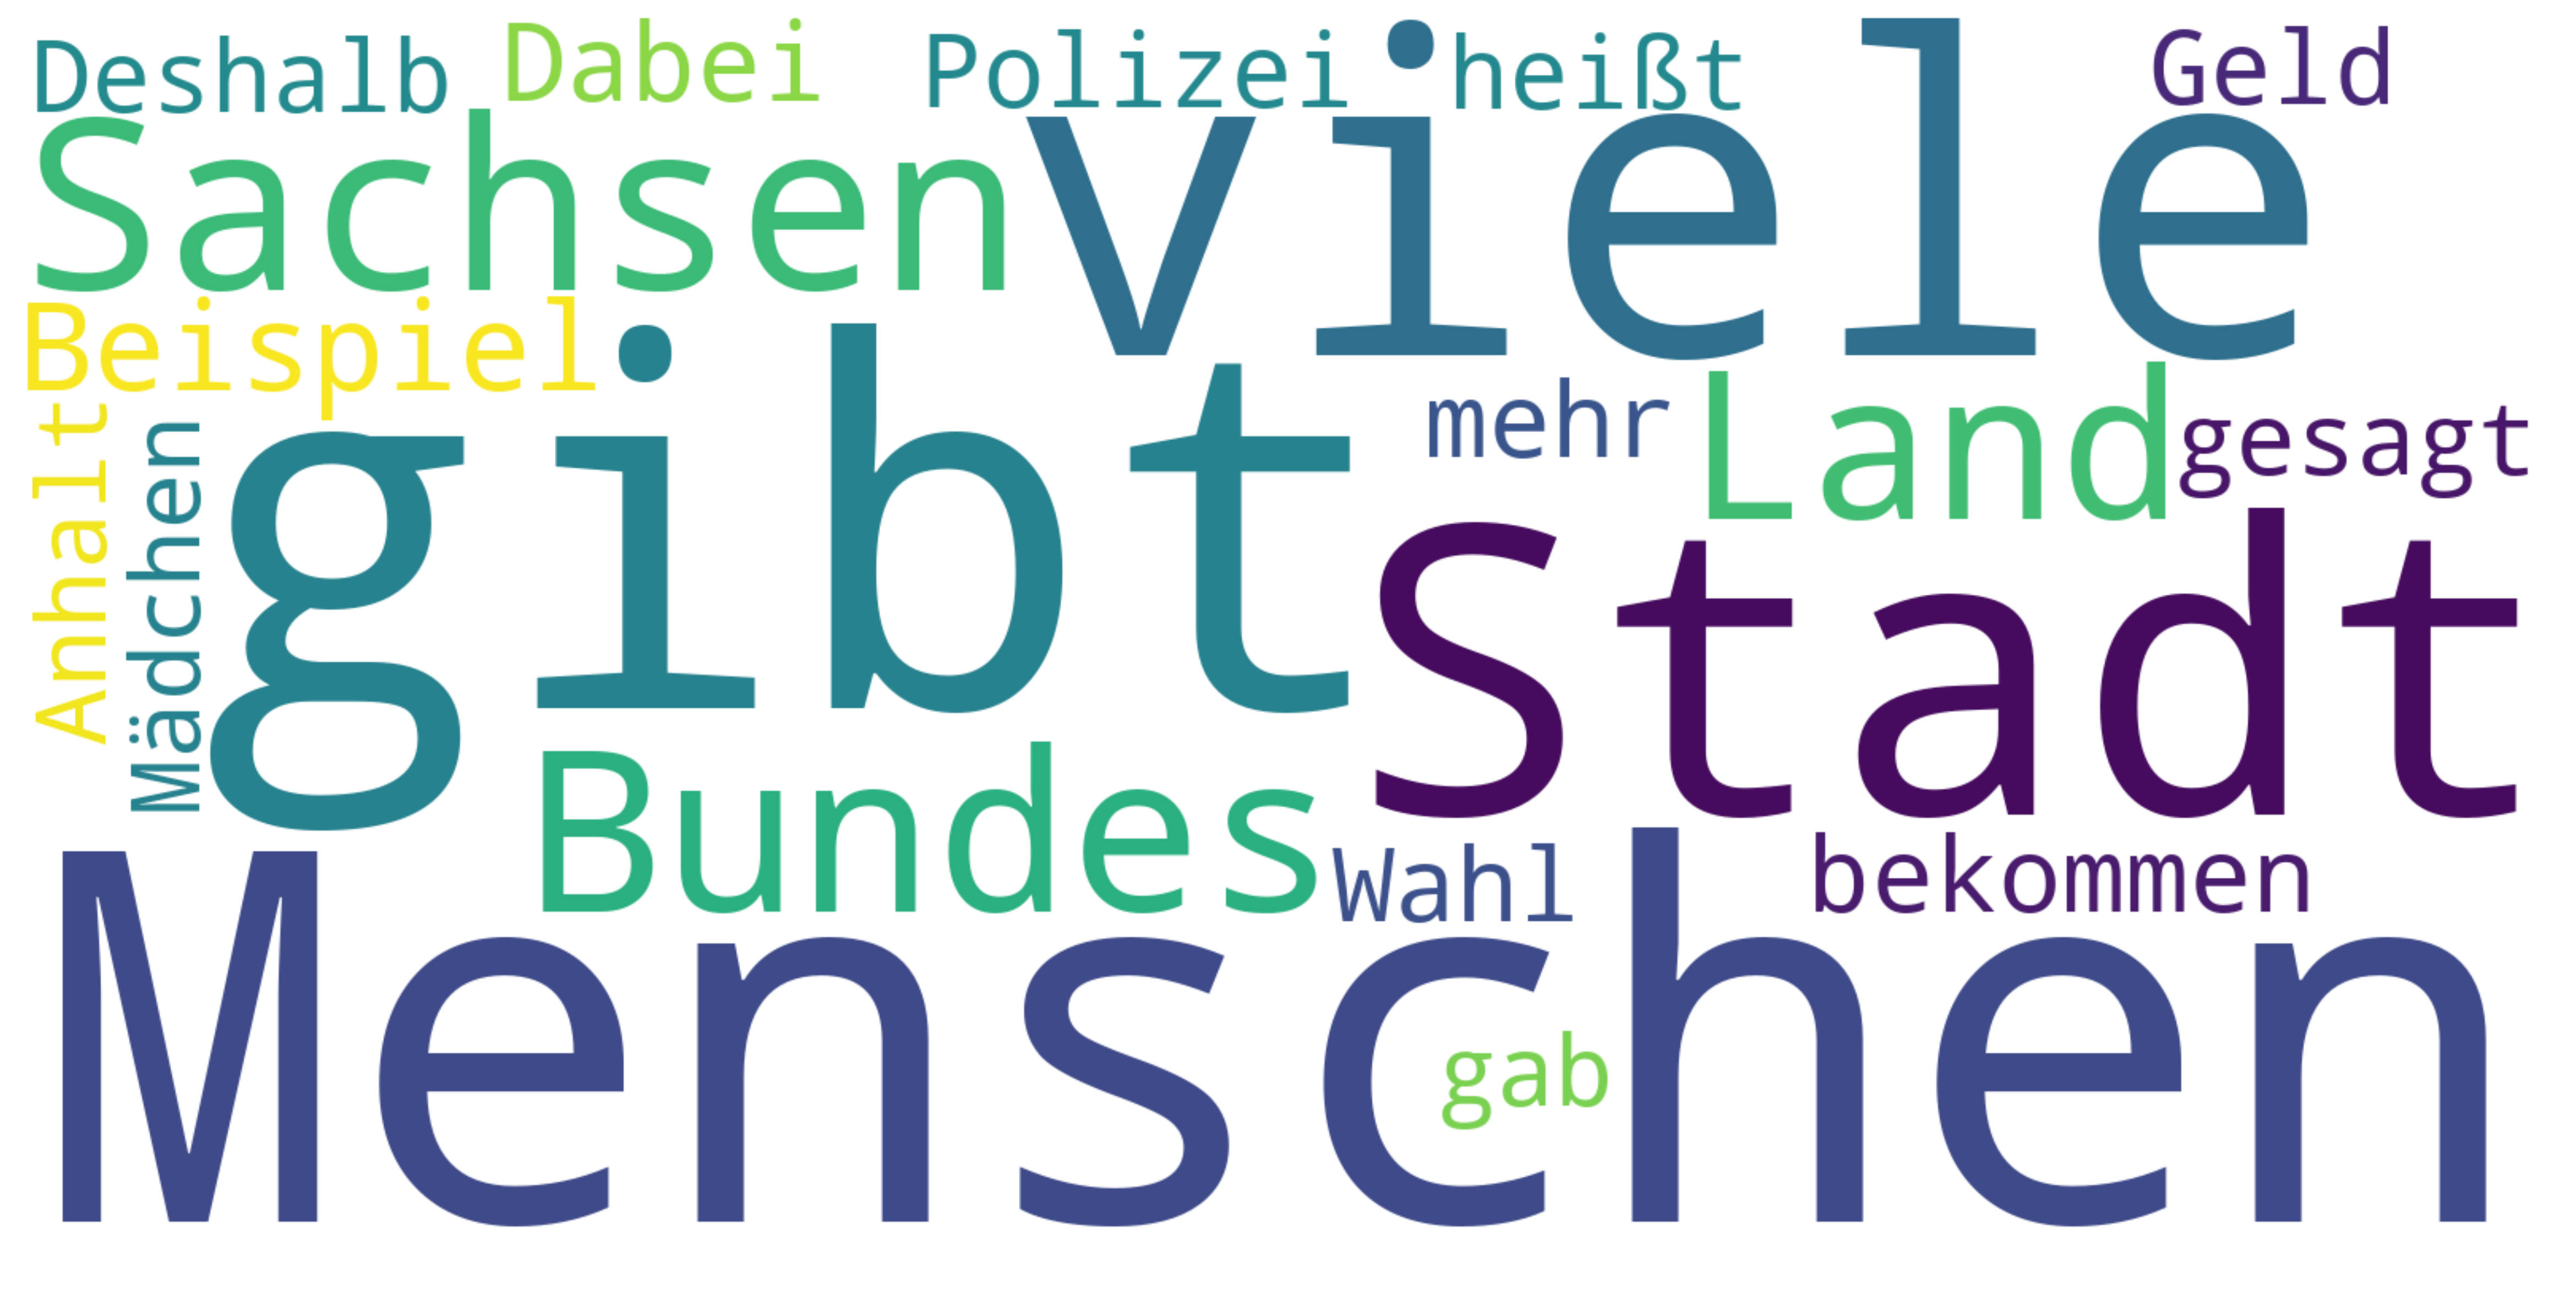 Deshalb
Dabei
Polizei
heißt
Geld
Sachsen
viele
Beispiel
gibt
mehr
Land
gesagt
Anhalt
Mädchen
Stadt
Bundes
Wahl
bekommen
Menschen
gab